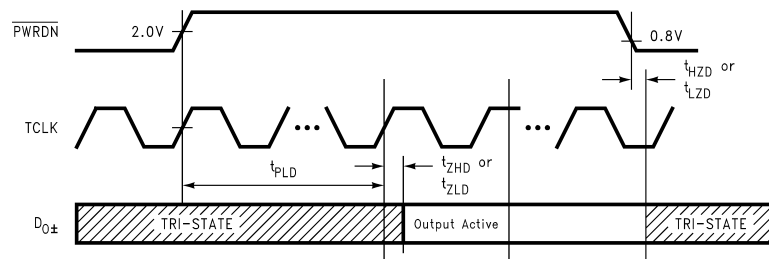 PWRDN
2.0V
0.8V
tHZD or
tLZD
TCLK
tPLD
tZHD or
tZLD
DO±
TRI-STATE
Output Active
TRI-STATE